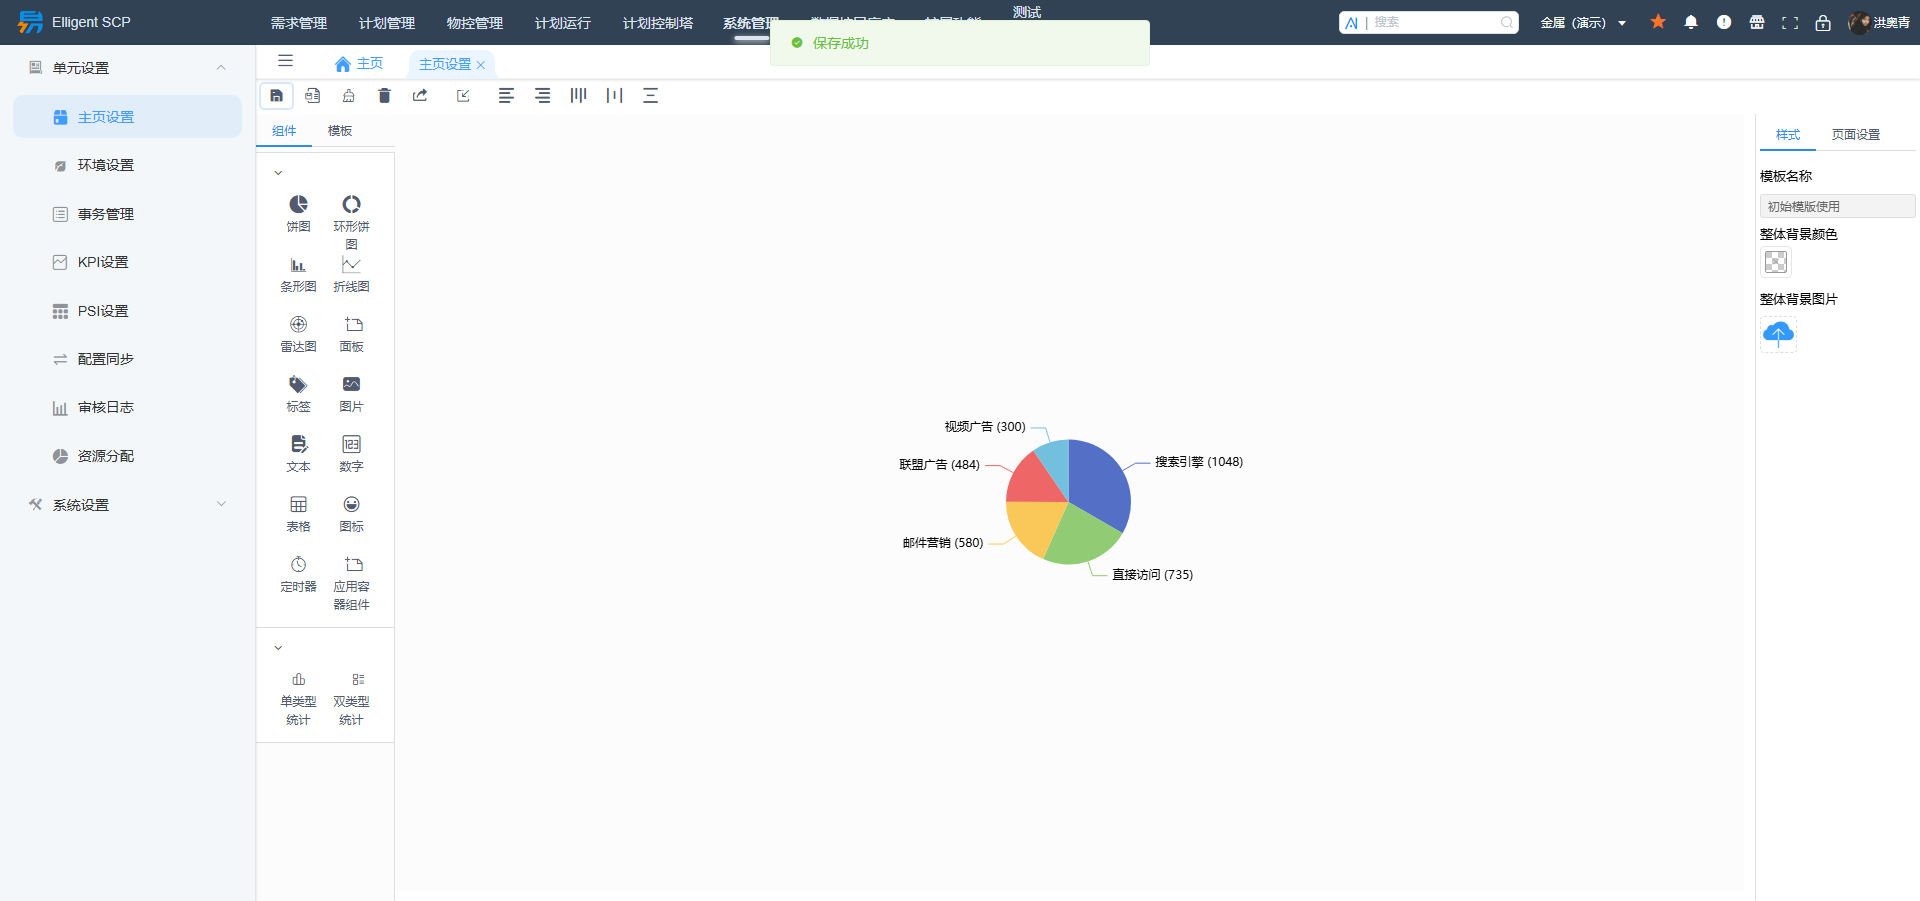 Elligent SCP
需求管理
计划管理
物控管理
计划运行
计划控制塔
系统管理
测试
AI | 搜索
金属（演示）
洪奥青
保存成功
单元设置
主页设置
环境设置
事务管理
KPI设置
PSI设置
配置同步
审核日志
资源分配
系统设置
主页
主页设置
组件
模板
饼图
环形饼
图
条形图
折线图
雷达图
面板
标签
图片
文本
123
数字
表格
图标
定时器
应用容
器组件
单类型
统计
双类型
统计
视频广告 (300)
联盟广告 (484)
搜索引擎 (1048)
邮件营销 (580)
直接访问 (735)
样式
页面设置
模板名称
初始模版使用
整体背景颜色
整体背景图片